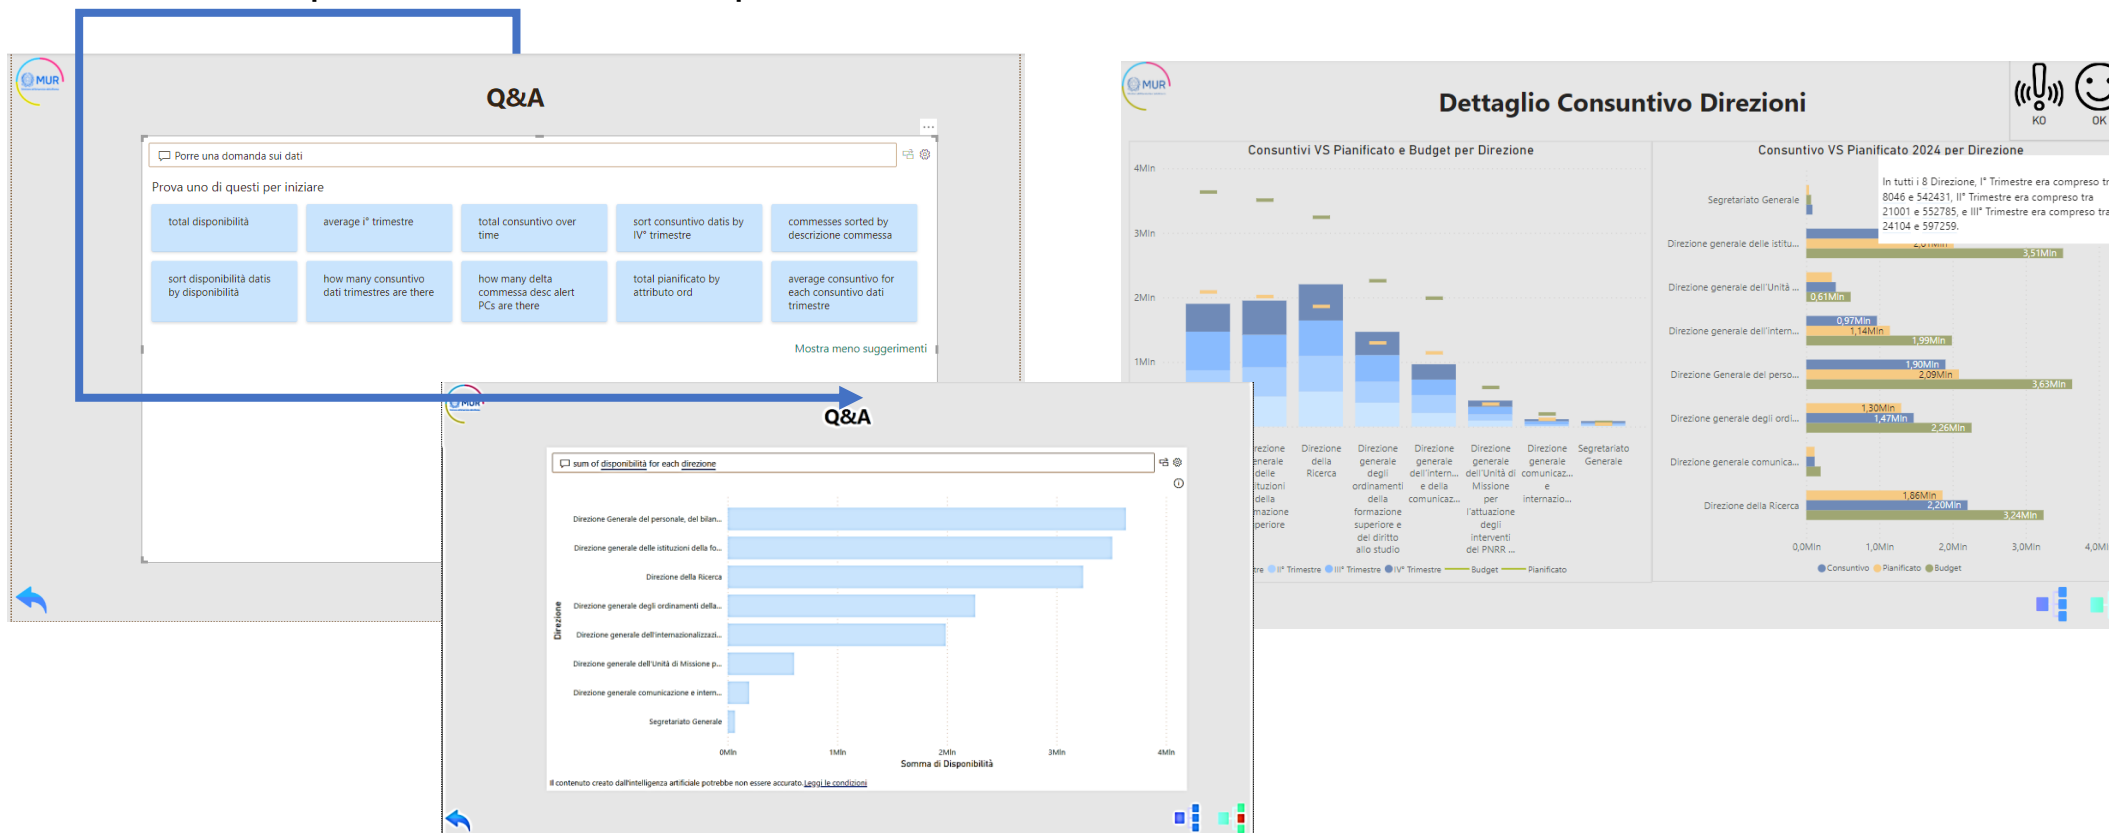 MUR
Q&A
Porre una domanda sui dati
Prova uno di questi per iniziare
total disponibilità
average i° trimestre
total consuntivo over
time
sort consuntivo datis by
IV° trimestre
commesses sorted by
descrizione commessa
sort disponibilità datis
by disponibilità
how many consuntivo
dati trimestres are there
how many delta
commessa desc alert
PCs are there
total pianificato by
attributo ord
average consuntivo for
each consuntivo dati
trimestre
Mostra meno suggerimenti
MUR
Q&A
sum of disponibilità for each direzione
Direzione
Direzione Generale del personale, del bilan...
Direzione generale delle istituzioni della fo...
Direzione della Ricerca
Direzione generale degli ordinamenti della...
Direzione generale dell'internazionalizzazi...
Direzione generale dell'Unità di Missione p...
Direzione generale comunicazione e intern...
Segretariato Generale
0Mln 1Mln 2Mln 3Mln 4Mln
Somma di Disponibilità
Il contenuto creato dall'intelligenza artificiale potrebbe non essere accurato. Leggi le condizioni
MUR
Dettaglio Consuntivo Direzioni
KO OK
Consuntivi VS Pianificato e Budget per Direzione
4Mln
3Mln
2Mln
1Mln
Direzione
della
Ricerca
Direzione
generale
degli
ordinamenti
della
formazione
superiore e
del diritto
allo studio
Direzione
generale
dell'intern...
e della
comunicaz...
Direzione
generale
dell'Unità di
Missione
per
l'attuazione
degli
interventi
del PNRR ...
Direzione
generale
comunicaz...
e
internazio...
Segretariato
Generale
II° Trimestre III° Trimestre IV° Trimestre Budget Pianificato
Consuntivo VS Pianificato 2024 per Direzione
In tutti i 8 Direzione, I° Trimestre era compreso
8046 e 542431, II° Trimestre era compreso tra
21001 e 552785, e III° Trimestre era compreso
24104 e 597259.
Segretariato Generale
Direzione generale delle istitu...
3,51Mln
Direzione generale dell'Unità ...
0,61Mln
Direzione generale dell'intern...
0,97Mln
1,14Mln
1,99Mln
Direzione Generale del perso...
1,90Mln
2,09Mln
3,63Mln
Direzione generale degli ordi...
1,30Mln
1,47Mln
2,26Mln
Direzione generale comunica...
Direzione della Ricerca
1,86Mln
2,20Mln
3,24Mln
0,0Mln 1,0Mln 2,0Mln 3,0Mln
Consuntivo Pianificato Budget